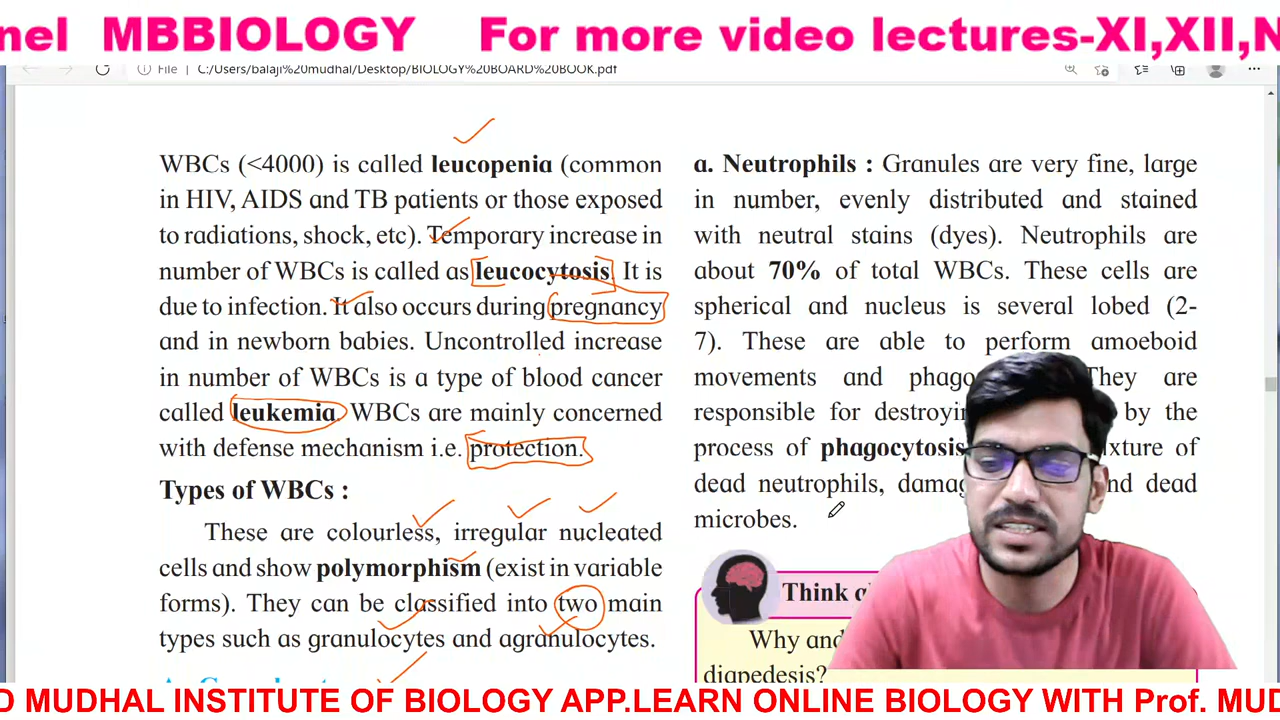 nel MBBIOLOGY For more video lectures-XI,XII,N
File | C:/Users/balaji%20mudhal/Desktop/BIOLOGY%20BOARD%20BOOK.pdf
WBCs (<4000) is called leucopenia (common
in HIV, AIDS and TB patients or those exposed
to radiations, shock, etc). Temporary increase in
number of WBCs is called as leucocytosis. It is
due to infection. It also occurs during pregnancy
and in newborn babies. Uncontrolled increase
in number of WBCs is a type of blood cancer
called leukemia. WBCs are mainly concerned
with defense mechanism i.e. protection.
Types of WBCs :
These are colourless, irregular nucleated
cells and show polymorphism (exist in variable
forms). They can be classified into two main
types such as granulocytes and agranulocytes.
a. Neutrophils : Granules are very fine, large
in number, evenly distributed and stained
with neutral stains (dyes). Neutrophils are
about 70% of total WBCs. These cells are
spherical and nucleus is several lobed (2-
7). These are able to perform amoeboid
movements and They are
responsible for by the
process of phagocytosis of
dead neutrophils, dead
microbes.
Think
Why and
diapedesis?
D MUDHAL INSTITUTE OF BIOLOGY APP.LEARN ONLINE BIOLOGY WITH Prof. MUD